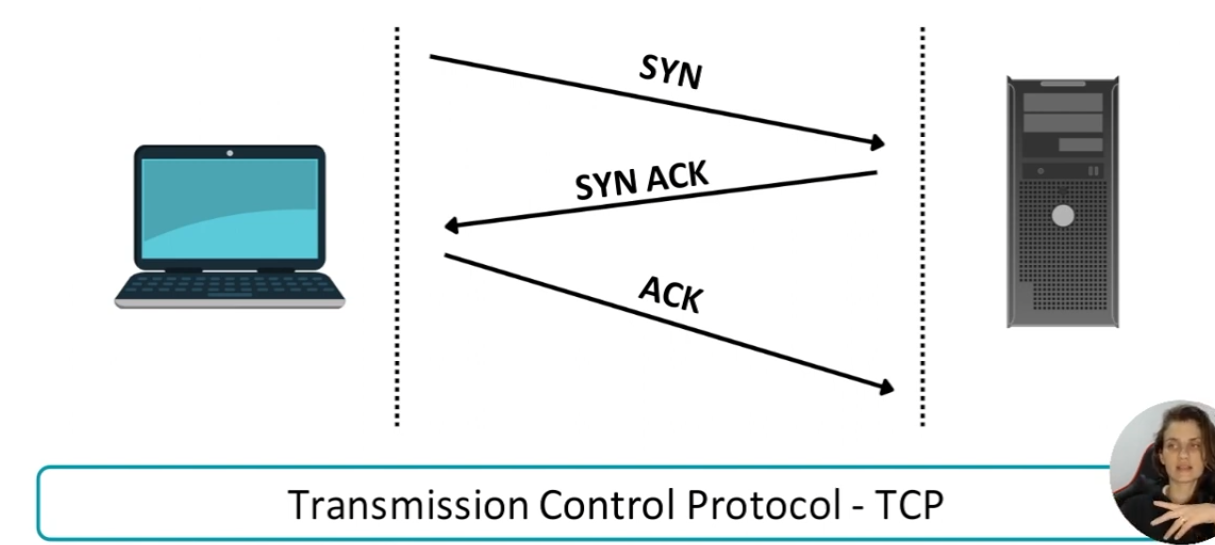 SYN
SYN ACK
ACK
Transmission Control Protocol - TCP